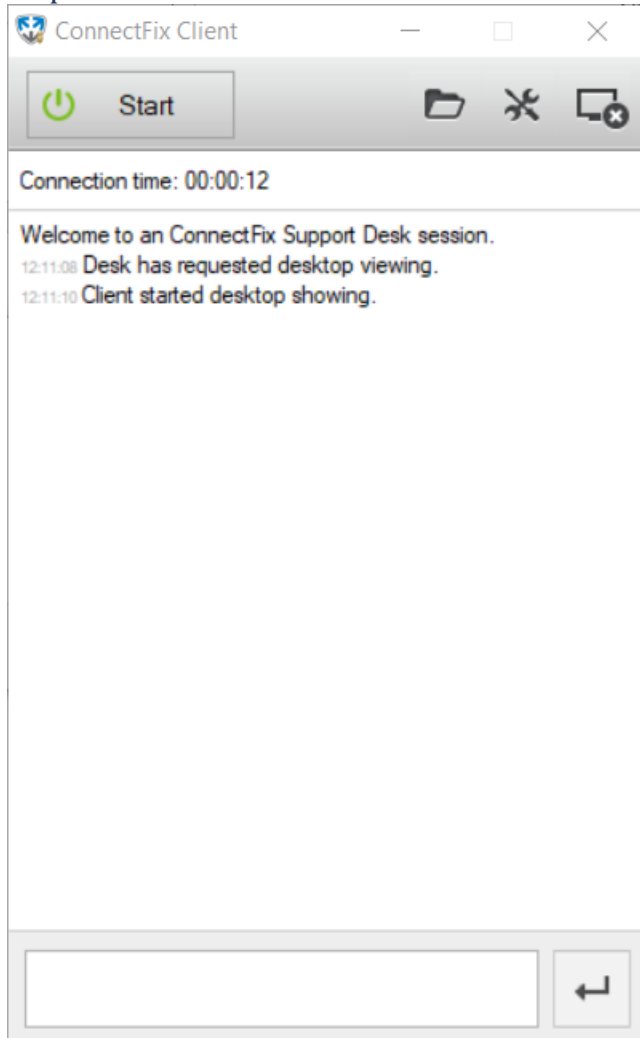 ConnectFix Client
Start
Connection time: 00:00:12
Welcome to an ConnectFix Support Desk session.
12:11:08 Desk has requested desktop viewing.
12:11:10 Client started desktop showing.